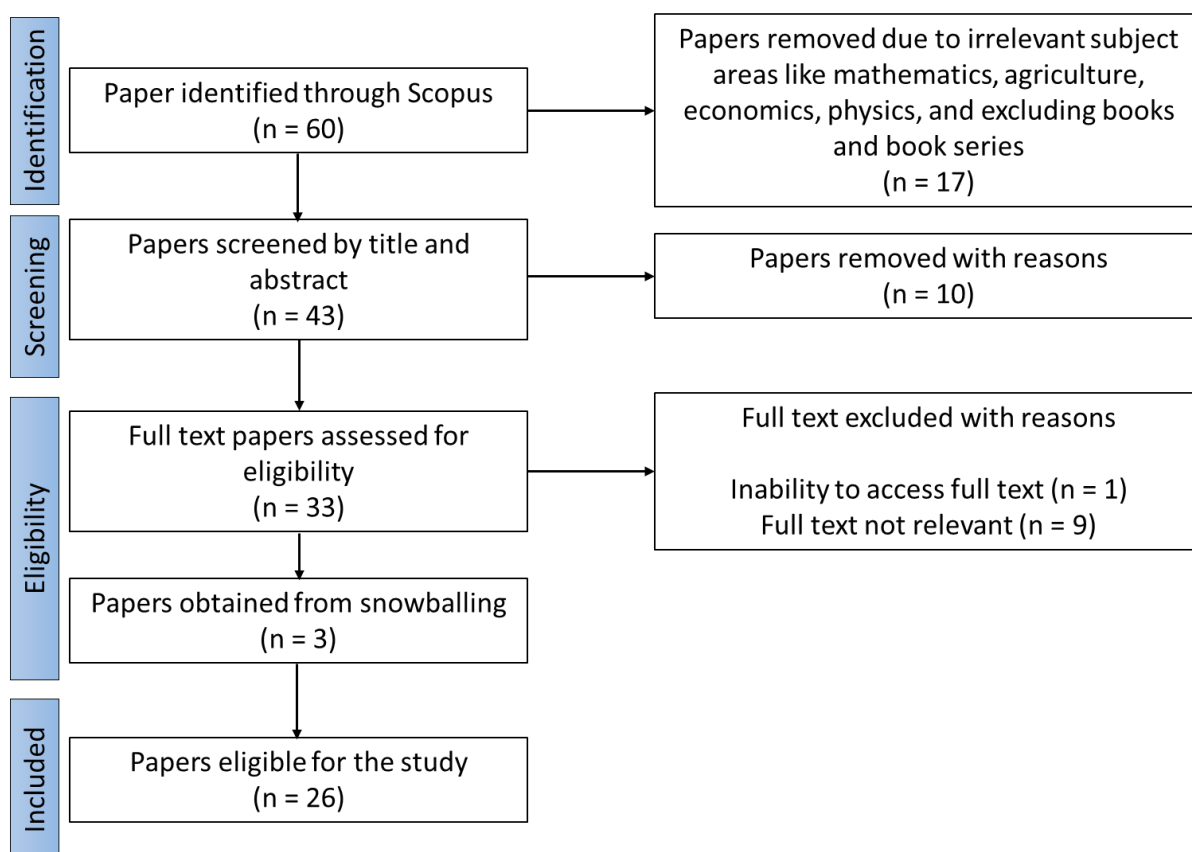 Identification
Paper identified through Scopus
(n = 60)
Papers removed due to irrelevant subject
areas like mathematics, agriculture,
economics, physics, and excluding books
and book series
(n = 17)
Screening
Papers screened by title and
abstract
(n = 43)
Papers removed with reasons
(n = 10)
Eligibility
Full text papers assessed for
eligibility
(n = 33)
Full text excluded with reasons
Inability to access full text (n = 1)
Full text not relevant (n = 9)
Papers obtained from snowballing
(n = 3)
Included
Papers eligible for the study
(n = 26)